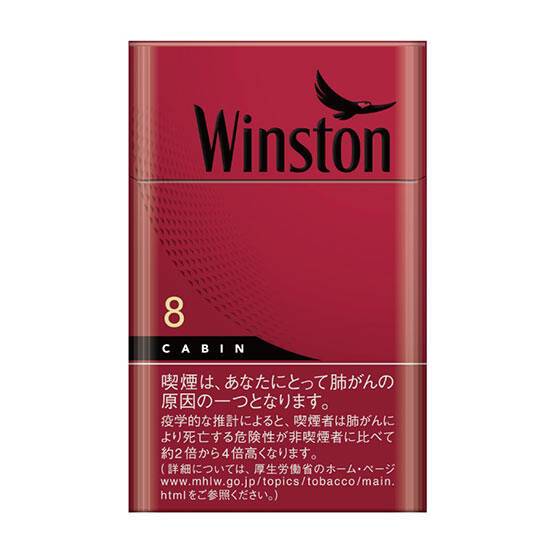 Winston
8
CABIN
喫煙は、あなたにとって肺がんの
原因の一つとなります。
疫学的な推計によると、喫煙者は肺がんに
より死亡する危険性が非喫煙者に比べて
約2倍から4倍高くなります。
(詳細については、厚生労働省のホーム・ページ
www.mhlw.go.jp/topics/tobacco/main.
htmlをご参照ください。)